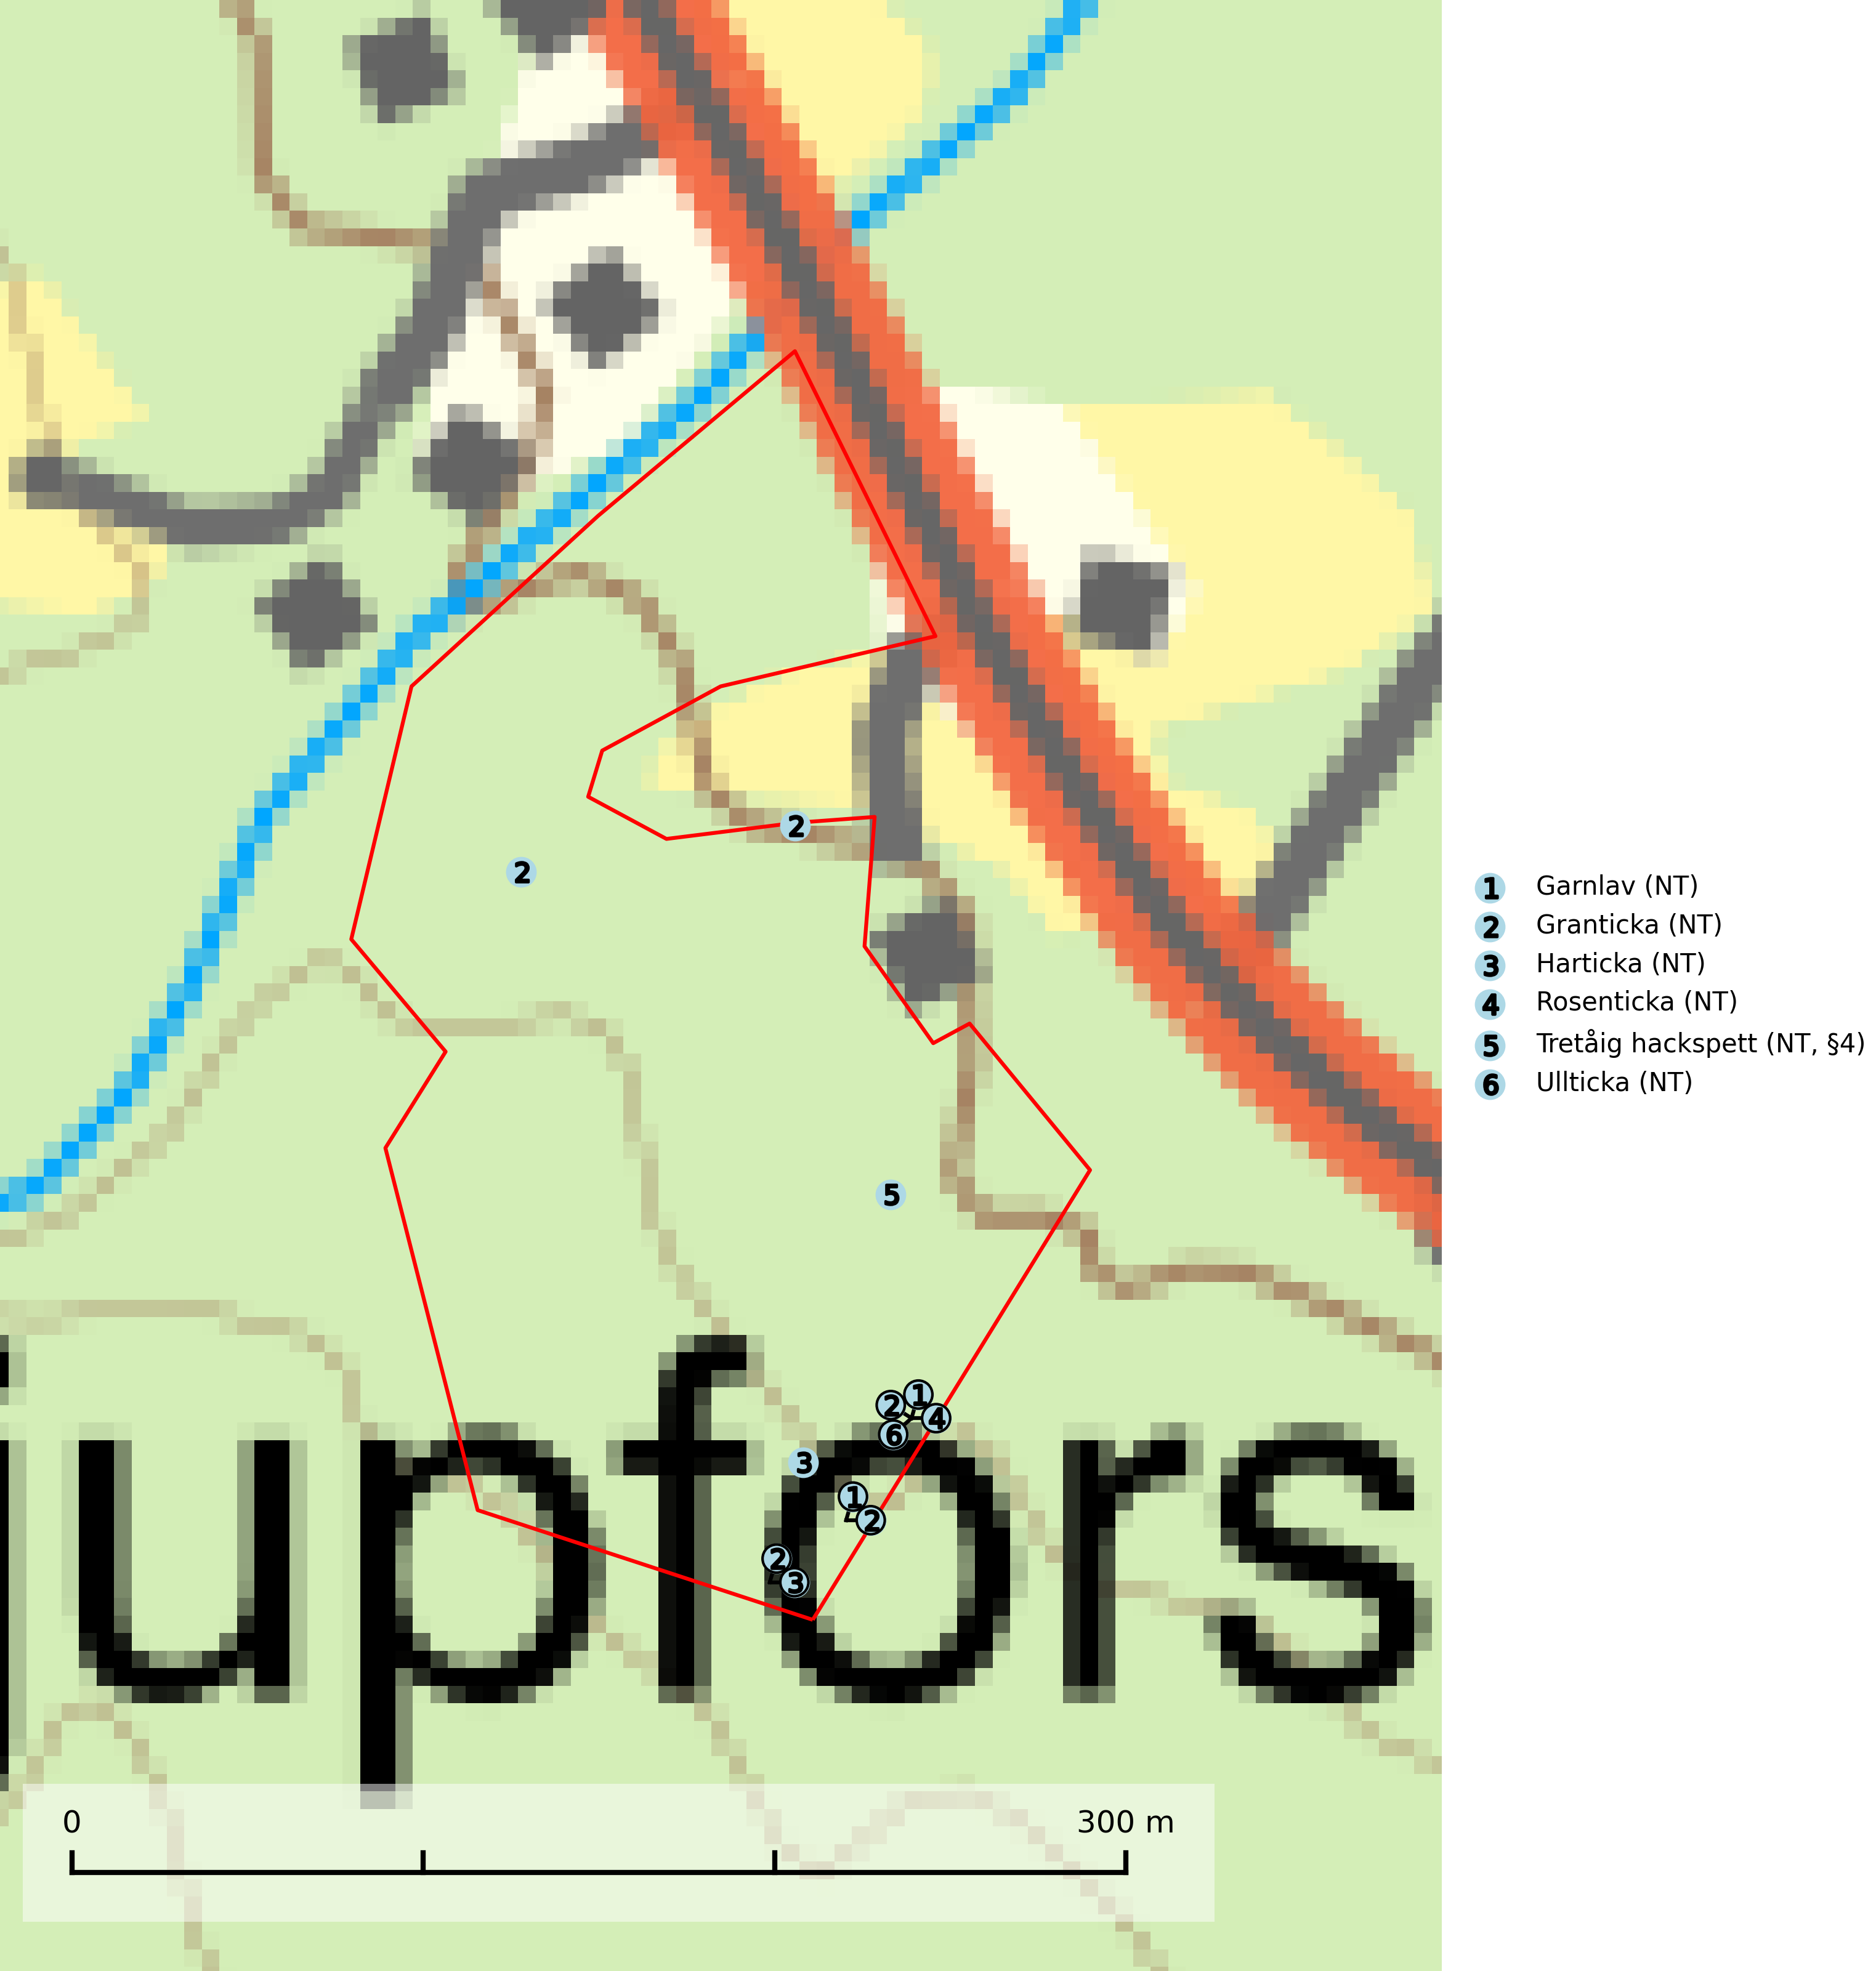 2
2
5
2 1
4
6
3
1
2
2
3
upfors
0 300 m
1 Garnlav (NT)
2 Granticka (NT)
3 Harticka (NT)
4 Rosenticka (NT)
5 Tretåig hackspett (NT, §4)
6 Ullticka (NT)